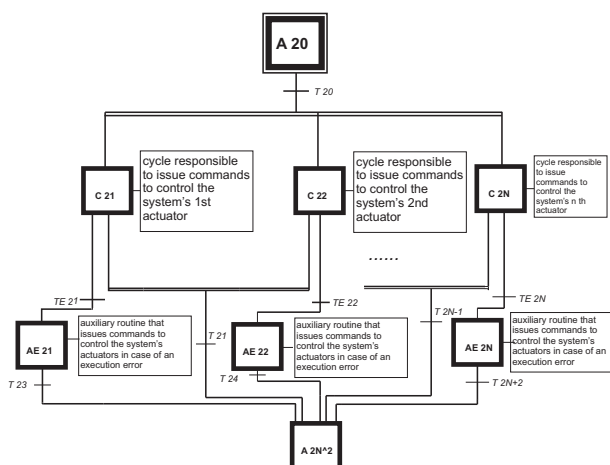 A 20
T 20
C 21
cycle responsible
to issue commands
to control the
system's 1st
actuator
C 22
cycle responsible
to issue commands
to control the
system's 2nd
actuator
C 2N
cycle responsible
to issue
commands to
control the
system's n th
actuator
......
TE 21
TE 22
T 2N-1
TE 2N
AE 21
auxiliary routine that
issues commands to
control the system's
actuators in case of an
execution error
T 21
AE 22
auxiliary routine that
issues commands to
control the system's
actuators in case of an
execution error
AE 2N
auxiliary routine that
issues commands to
control the system's
actuators in case of an
execution error
T 23
T 24
T 2N+2
A 2N^2